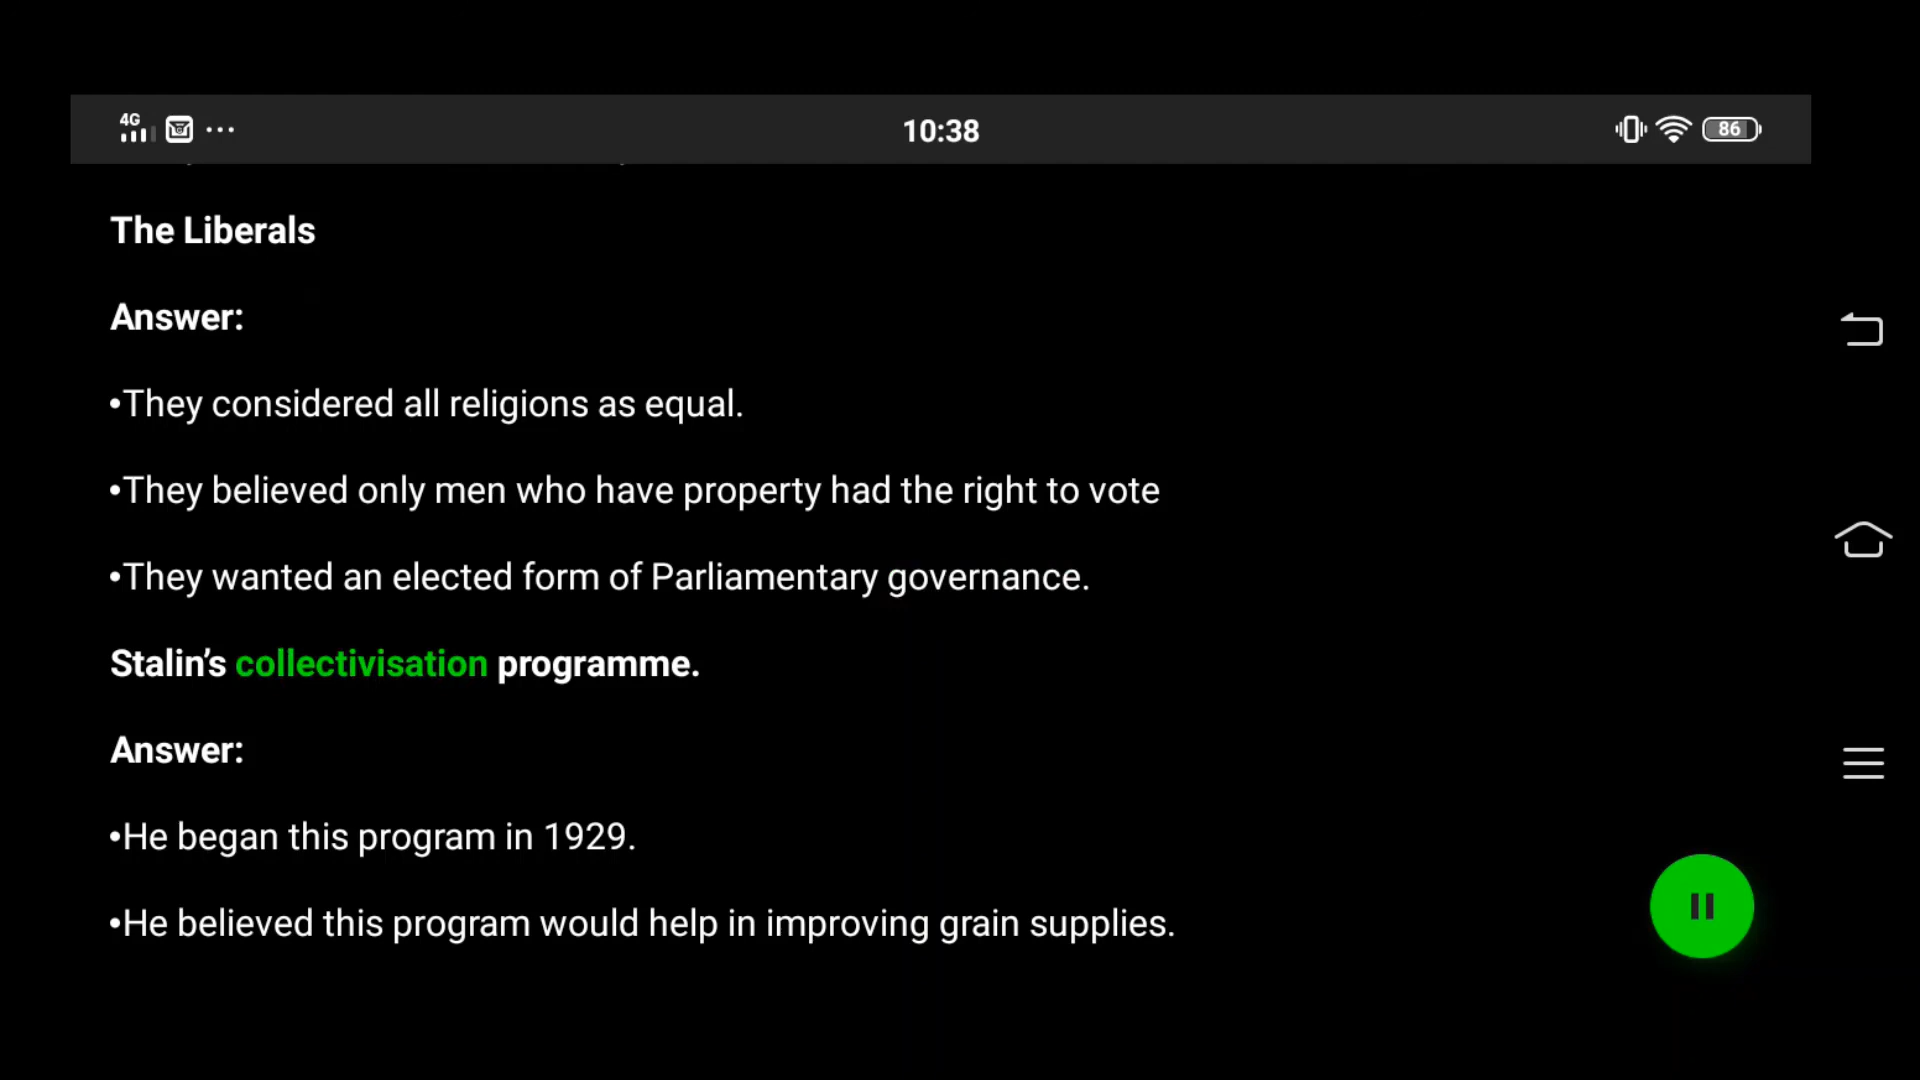 4G
...
10:38
86
The Liberals
Answer:
•They considered all religions as equal.
•They believed only men who have property had the right to vote
•They wanted an elected form of Parliamentary governance.
Stalin’s collectivisation programme.
Answer:
•He began this program in 1929.
•He believed this program would help in improving grain supplies.